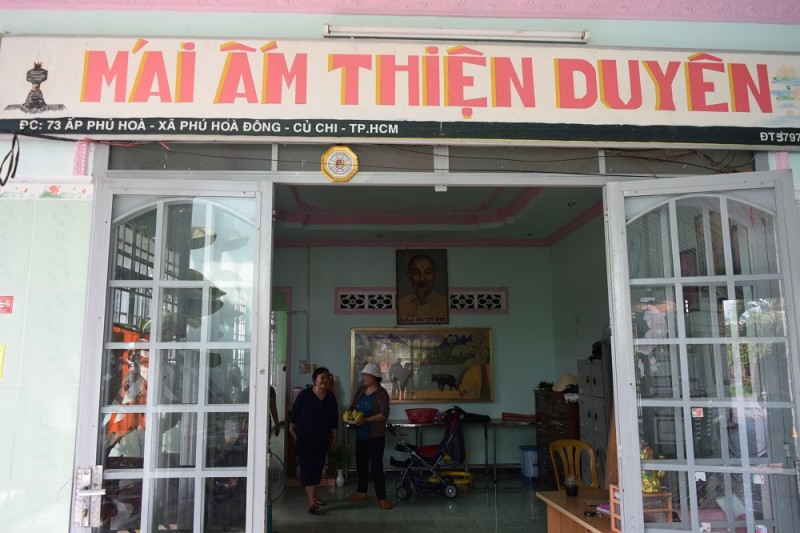 MÁI ẤM THIỆN DUYÊN
ĐC: 73 ẤP PHÚ HOÀ - XÃ PHÚ HOÀ ĐÔNG - CỦ CHI - TP.HCM